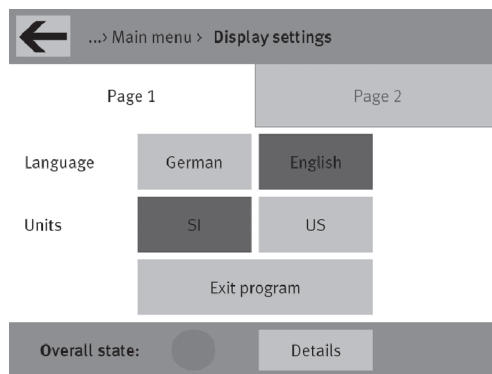 ...› Main menu › Display settings
Page 1 Page 2
Language German English
Units SI US
Exit program
Overall state: Details